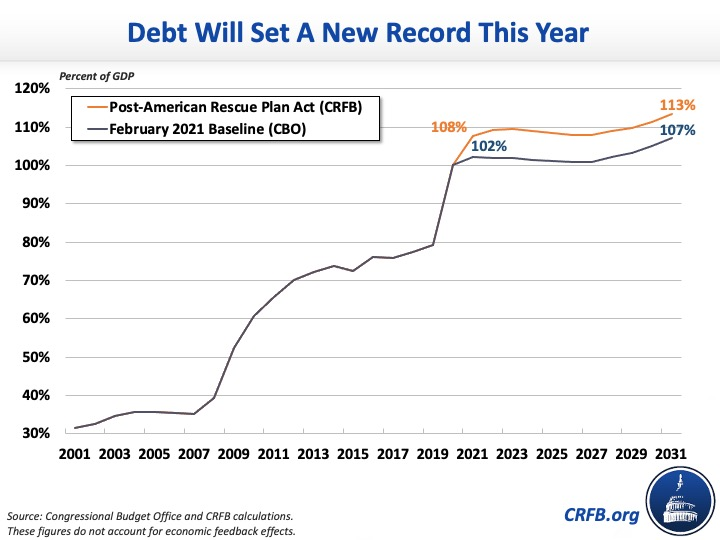 Debt Will Set A New Record This Year
Percent of GDP
120%
110%
100%
90%
80%
70%
60%
50%
40%
30%
Post-American Rescue Plan Act (CRFB)
February 2021 Baseline (CBO)
108%
102%
113%
107%
2001 2003 2005 2007 2009 2011 2013 2015 2017 2019 2021 2023 2025 2027 2029 2031
Source: Congressional Budget Office and CRFB calculations.
These figures do not account for economic feedback effects.
CRFB.org